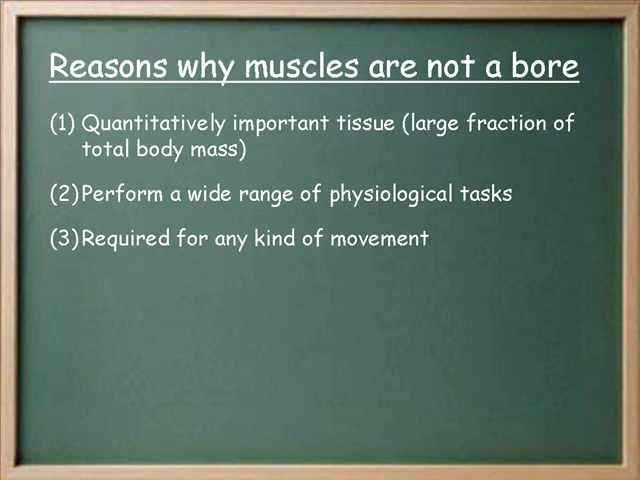 Reasons why muscles are not a bore
(1) Quantitatively important tissue (large fraction of
total body mass)
(2) Perform a wide range of physiological tasks
(3) Required for any kind of movement